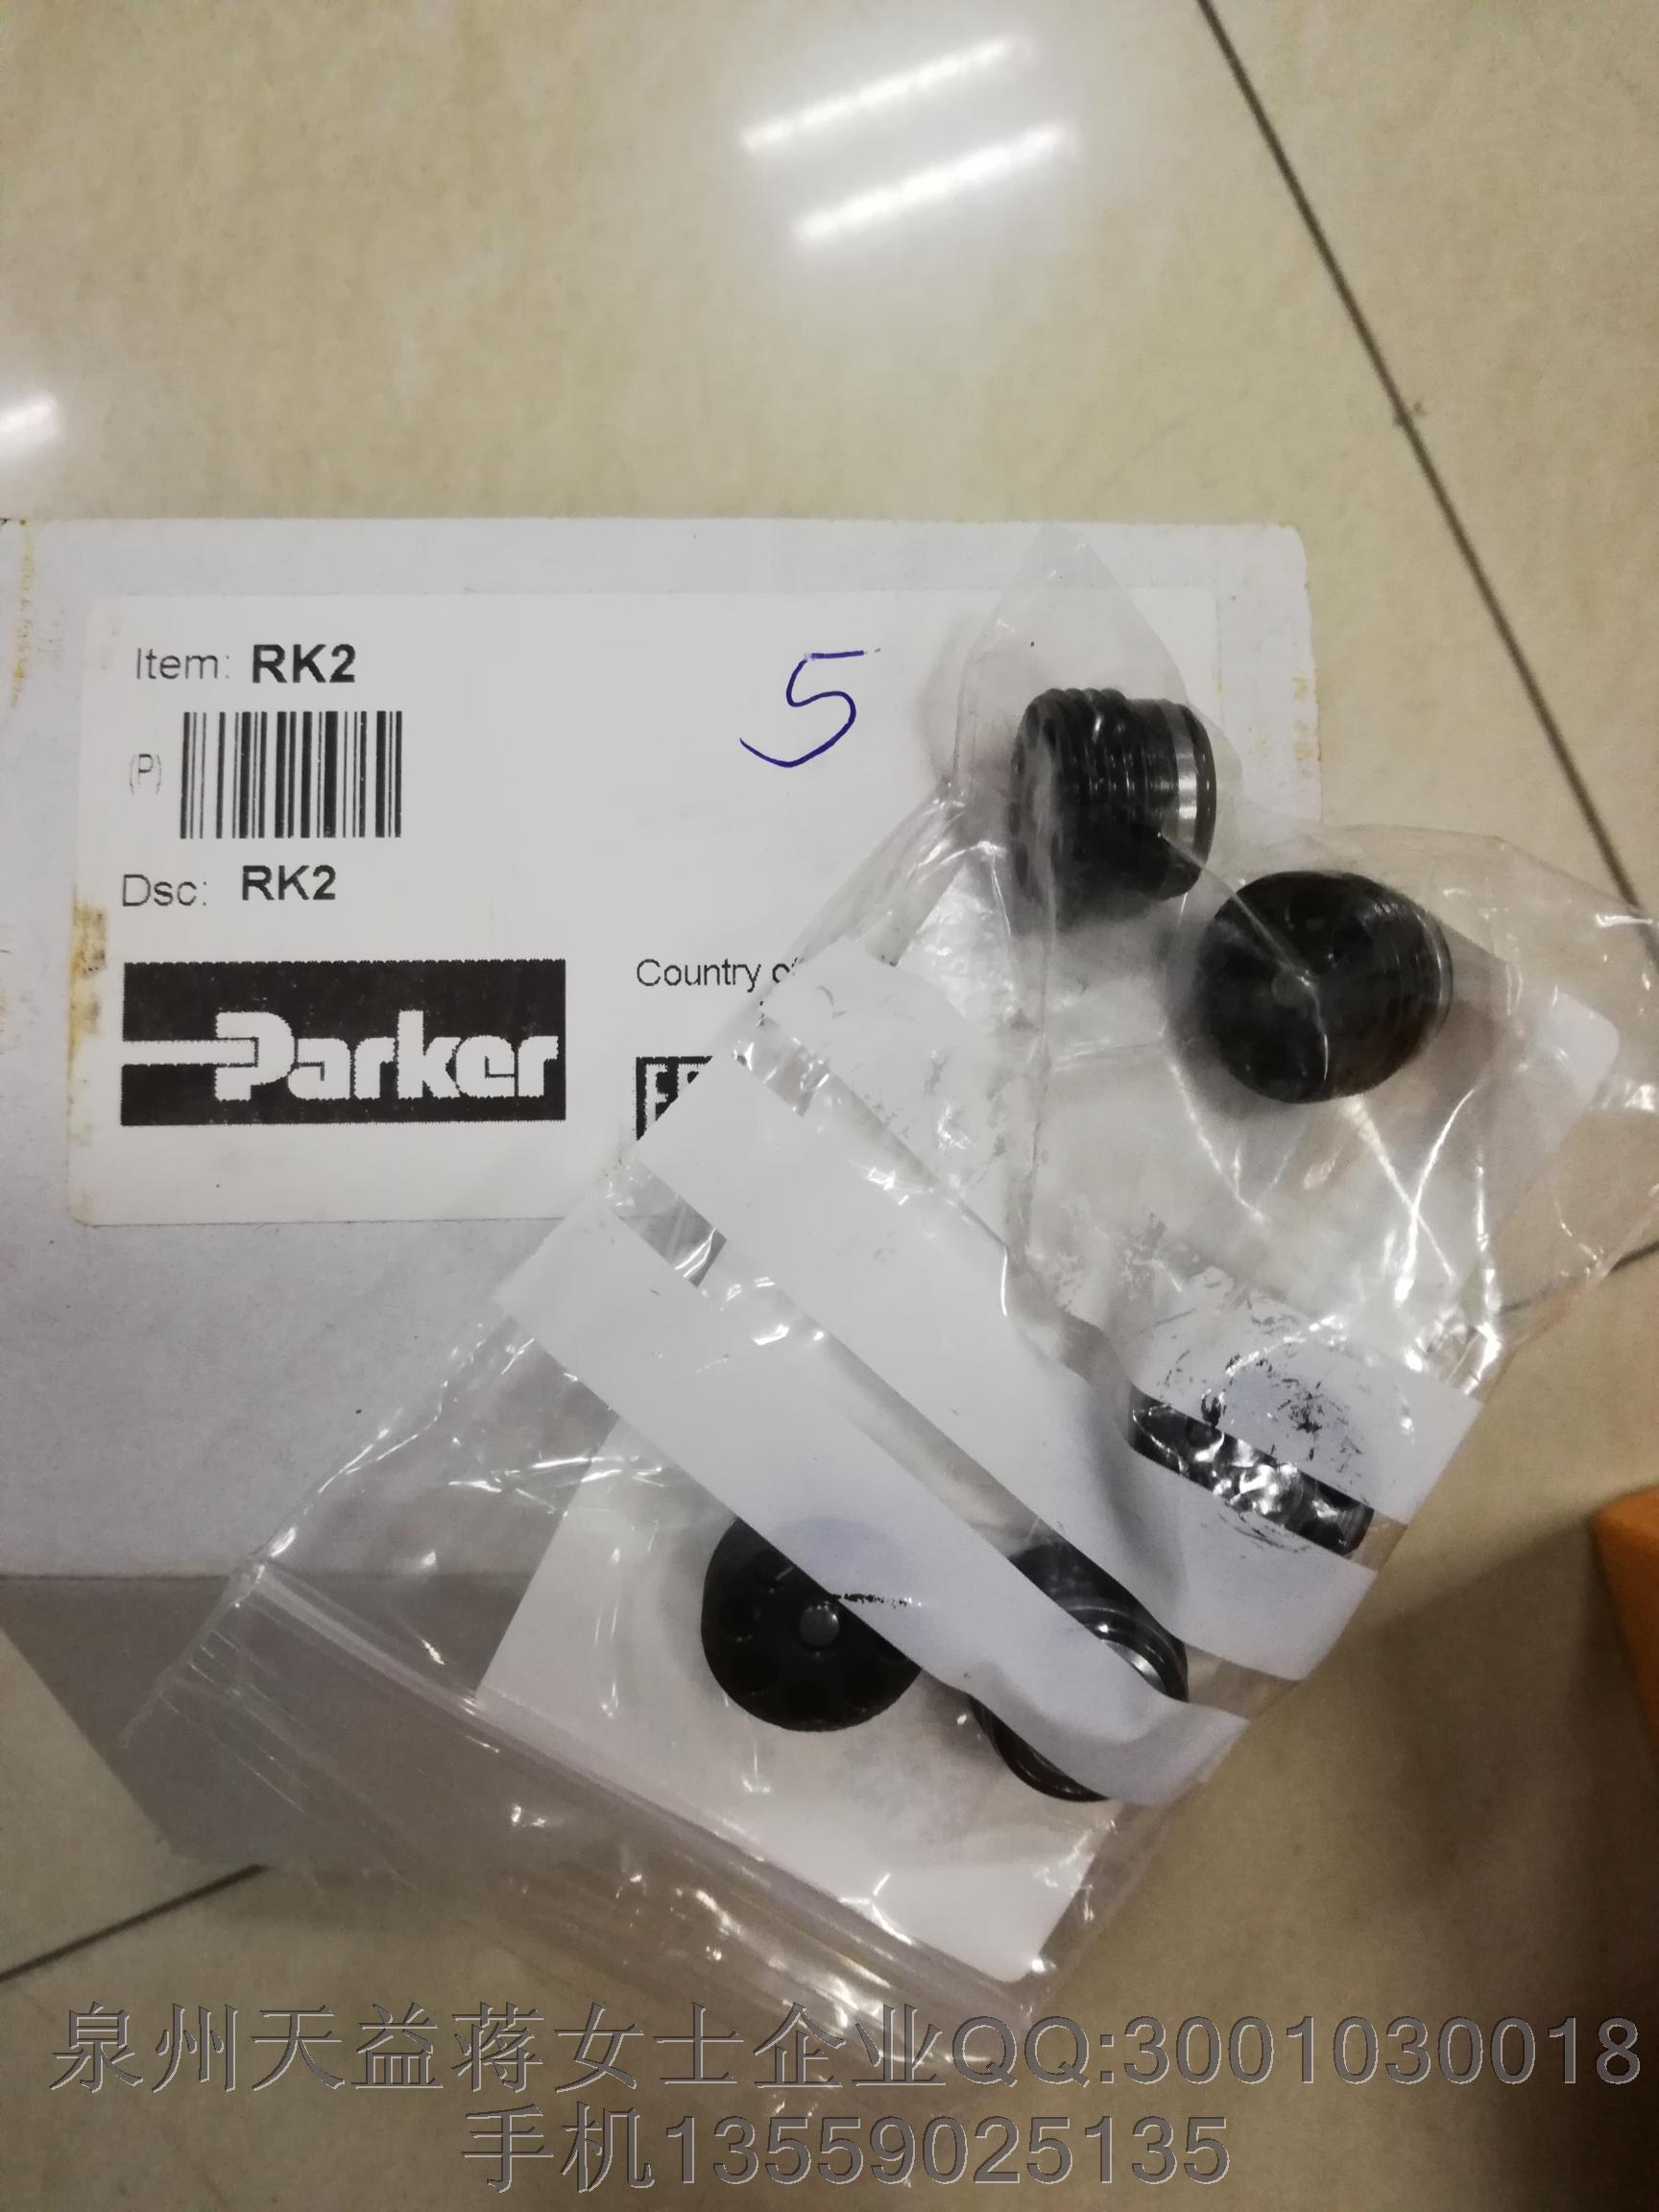 Item: RK2
5
(P)
Dsc: RK2
Parker
Country
泉州天益蒋女士企业QQ:3001030018
手机13559025135